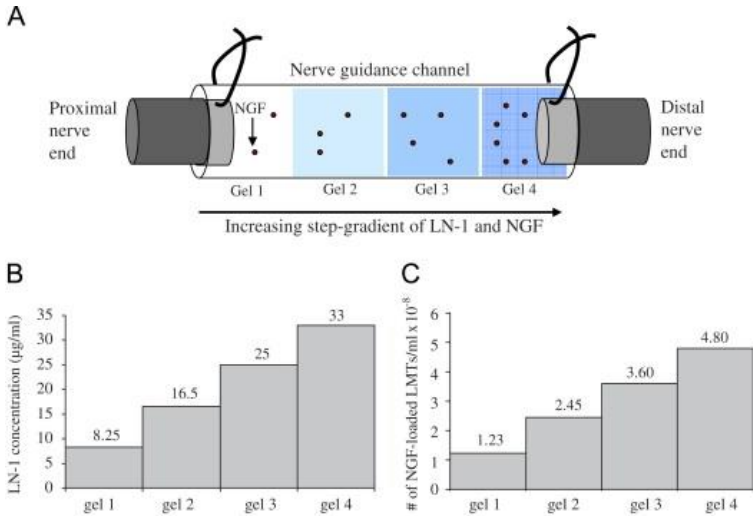 A
Nerve guidance channel
Proximal
nerve
end
NGF
Distal
nerve
end
Gel 1 Gel 2 Gel 3 Gel 4
Increasing step-gradient of LN-1 and NGF
B
LN-1 concentration (µg/ml)
35
30
25
20
15
10
5
0
8.25
16.5
25
33
gel 1 gel 2 gel 3 gel 4
C
# of NGF-loaded LMTs/ml x10⁻⁸
6
5
4
3
2
1
0
1.23
2.45
3.60
4.80
gel 1 gel 2 gel 3 gel 4